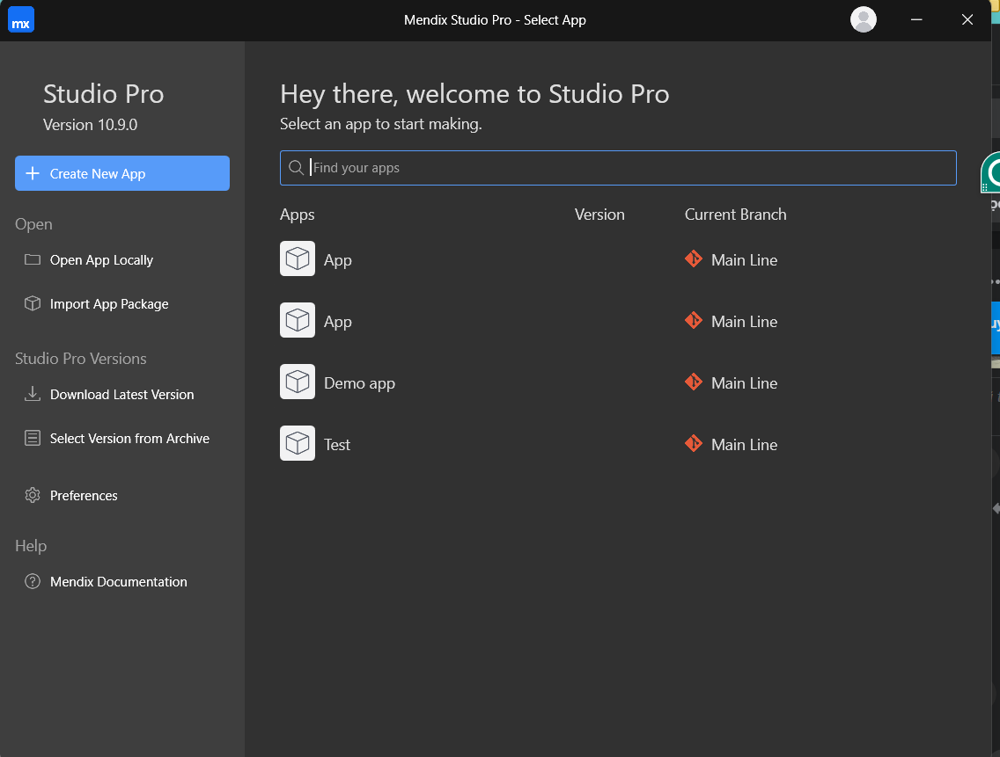 mx
Mendix Studio Pro - Select App
Studio Pro
Version 10.9.0
Create New App
Open
Open App Locally
Import App Package
Studio Pro Versions
Download Latest Version
Select Version from Archive
Preferences
Help
Mendix Documentation
Hey there, welcome to Studio Pro
Select an app to start making.
Find your apps
Apps Version Current Branch
App Main Line
App Main Line
Demo app Main Line
Test Main Line